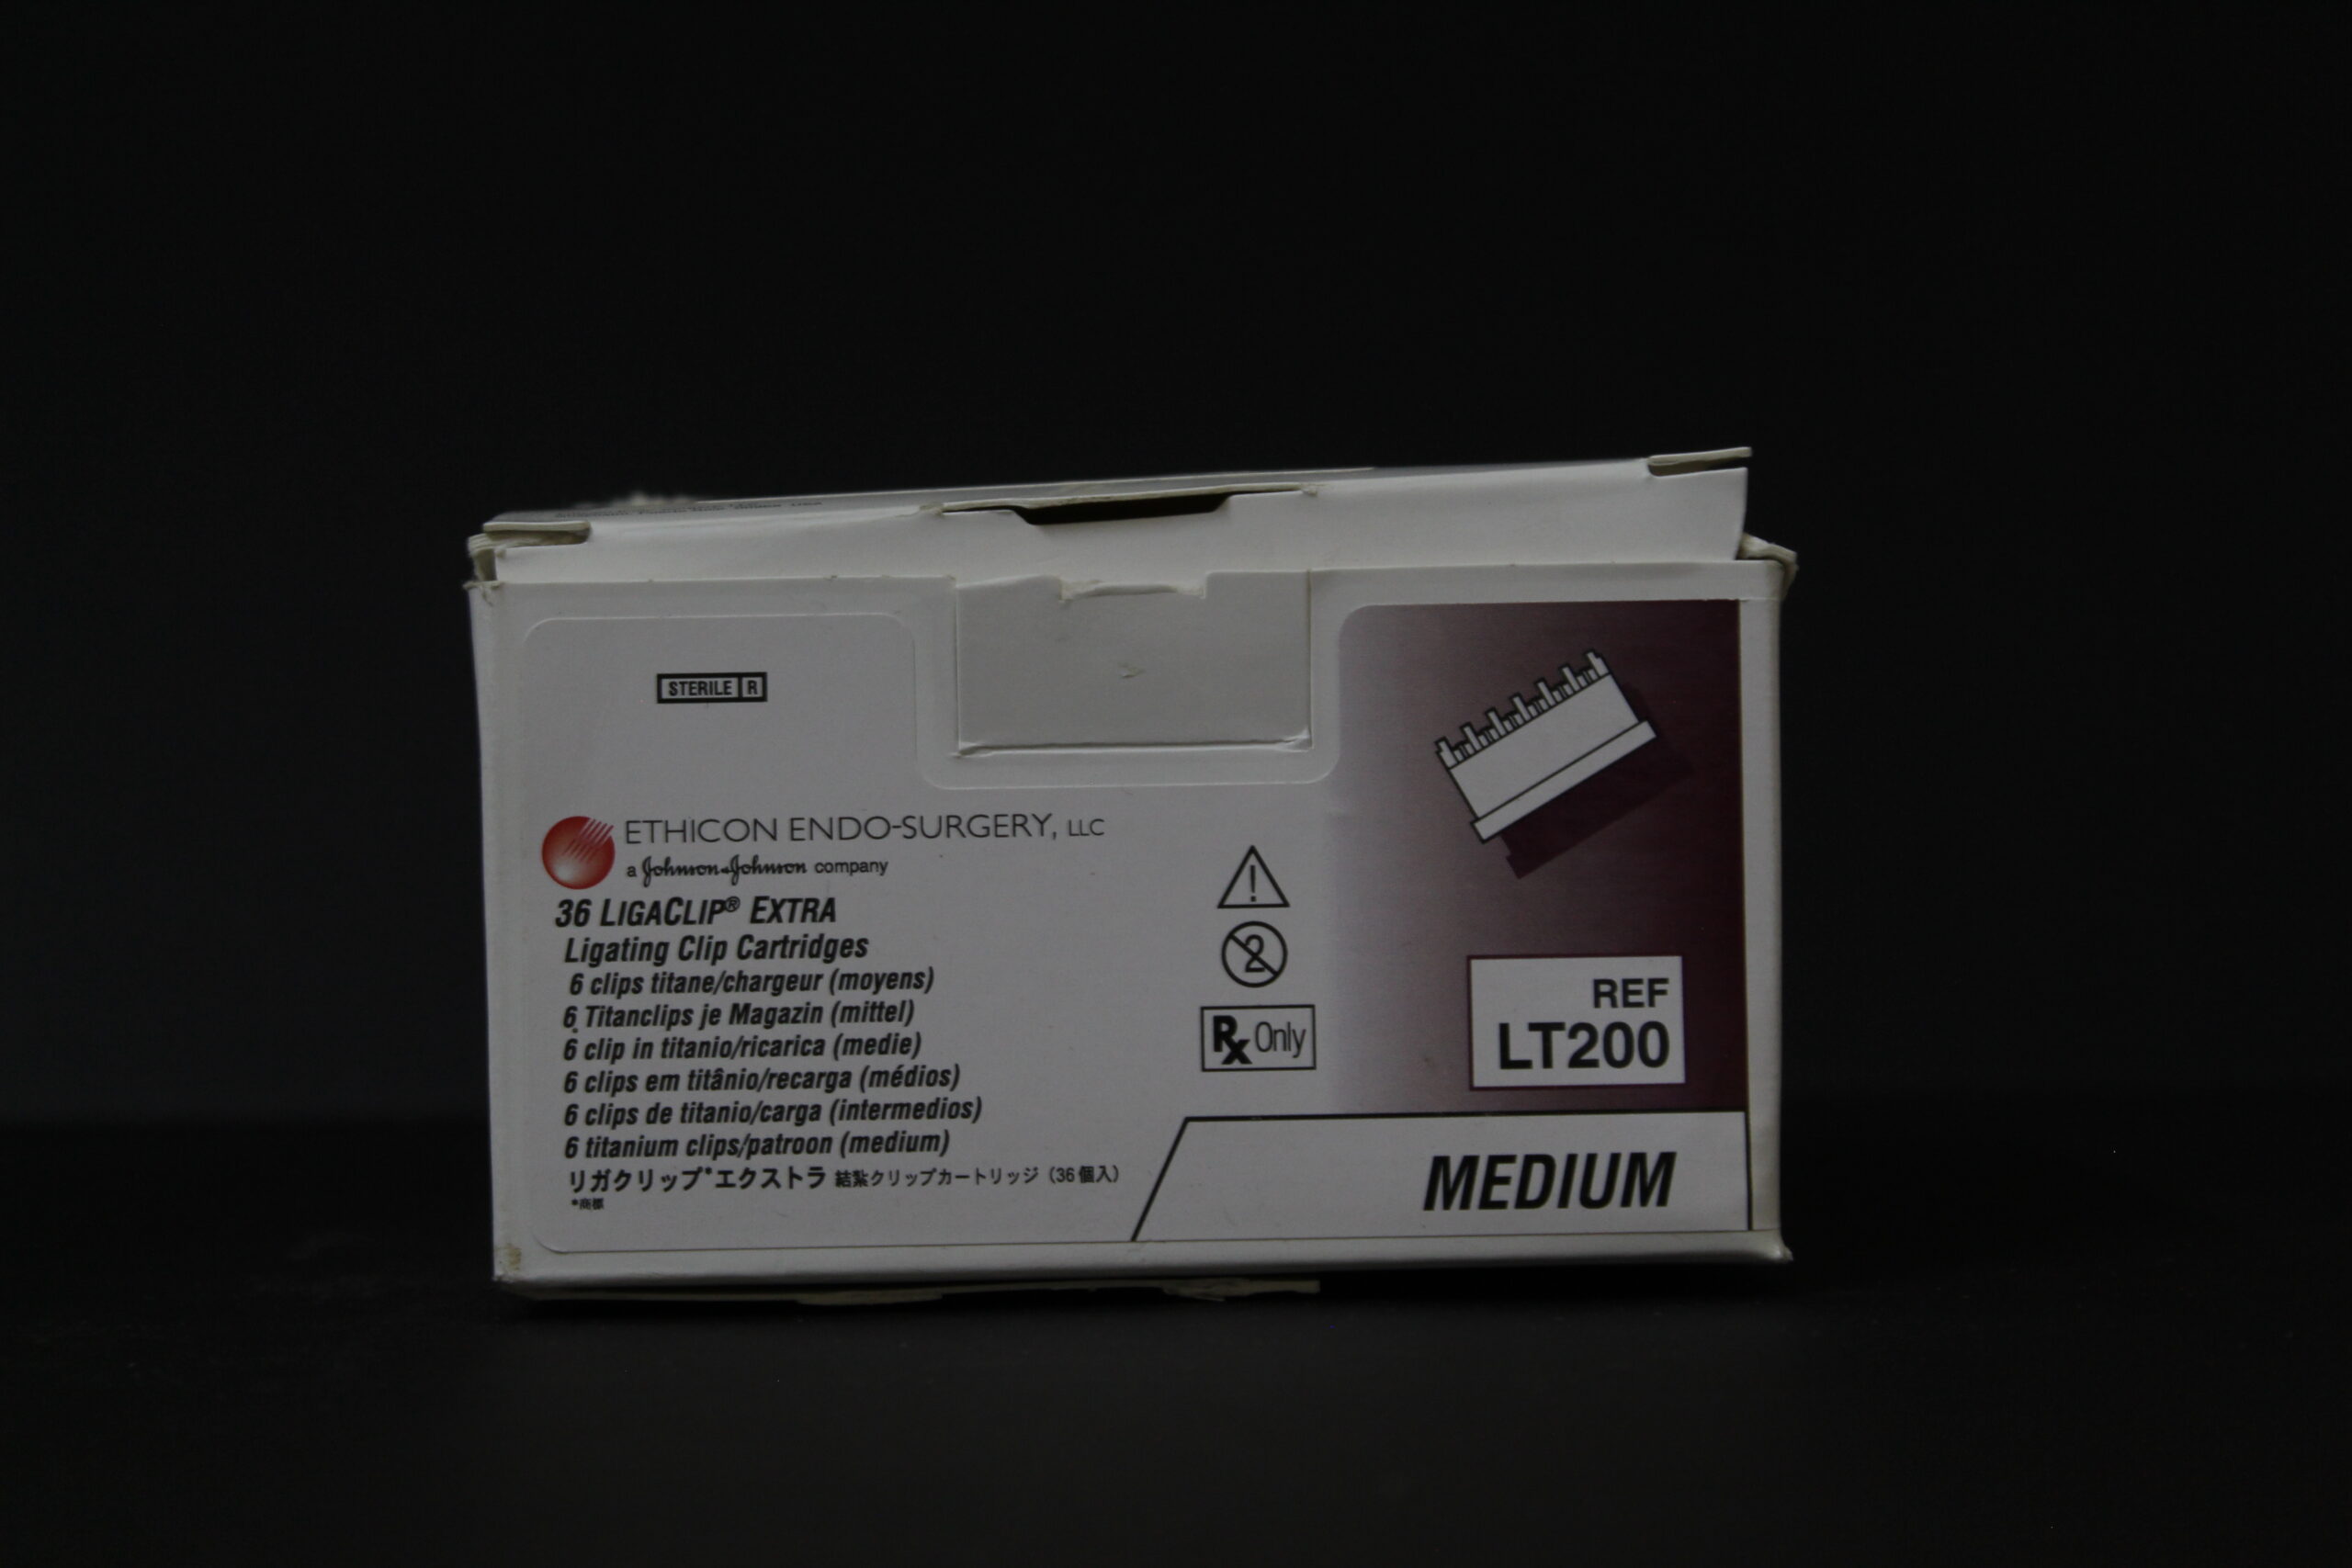 STERILE R
ETHICON ENDO-SURGERY, LLC
a Johnson & Johnson company
36 LIGACLIP® EXTRA
Ligating Clip Cartridges
6 clips titane/chargeur (moyens)
6 Titanclips je Magazin (mittel)
6 clip in titanio/ricarica (medie)
6 clips em titânio/recarga (médios)
6 clips de titanio/carga (intermedios)
6 titanium clips/patroon (medium)
リガクリップ*エクストラ 結紮クリップカートリッジ（36個入）
*商標
!
2
Rx Only
REF
LT200
MEDIUM